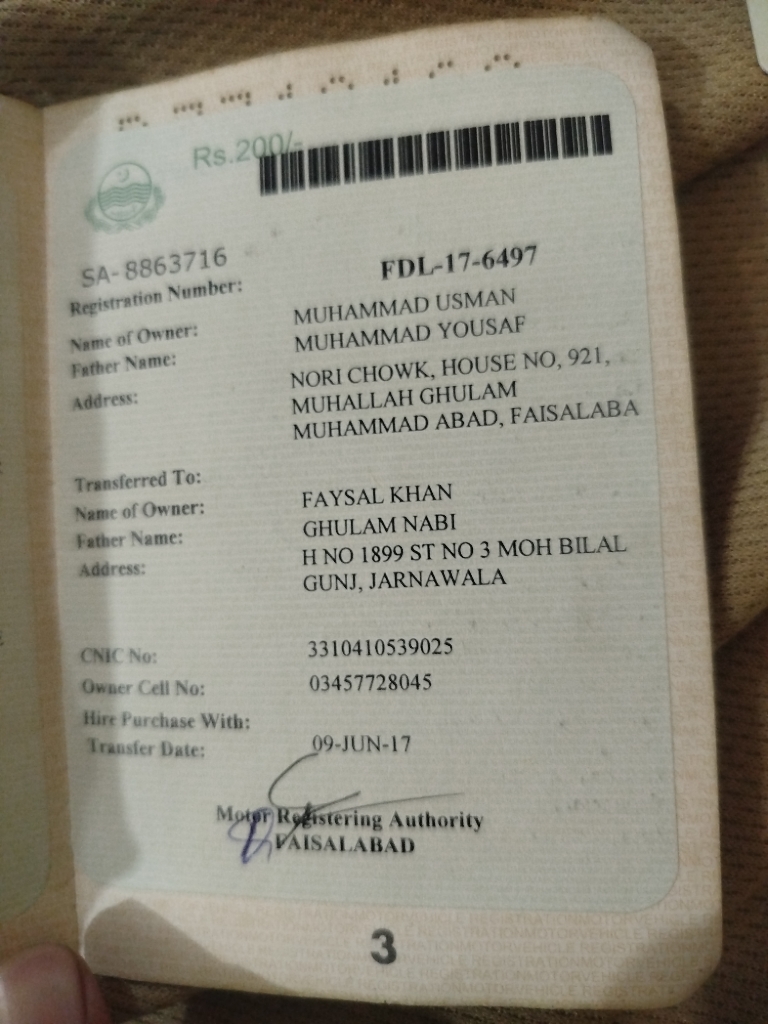 Rs.200/-
SA-8863716
Registration Number: FDL-17-6497
Name of Owner: MUHAMMAD USMAN
Father Name: MUHAMMAD YOUSAF
Address: NORI CHOWK, HOUSE NO, 921,
MUHALLAH GHULAM
MUHAMMAD ABAD, FAISALABA
Transferred To:
Name of Owner: FAYSAL KHAN
Father Name: GHULAM NABI
Address: H NO 1899 ST NO 3 MOH BILAL
GUNJ, JARNAWALA
CNIC No: 3310410539025
Owner Cell No: 03457728045
Hire Purchase With:
Transfer Date: 09-JUN-17
Motor Registering Authority
FAISALABAD
3